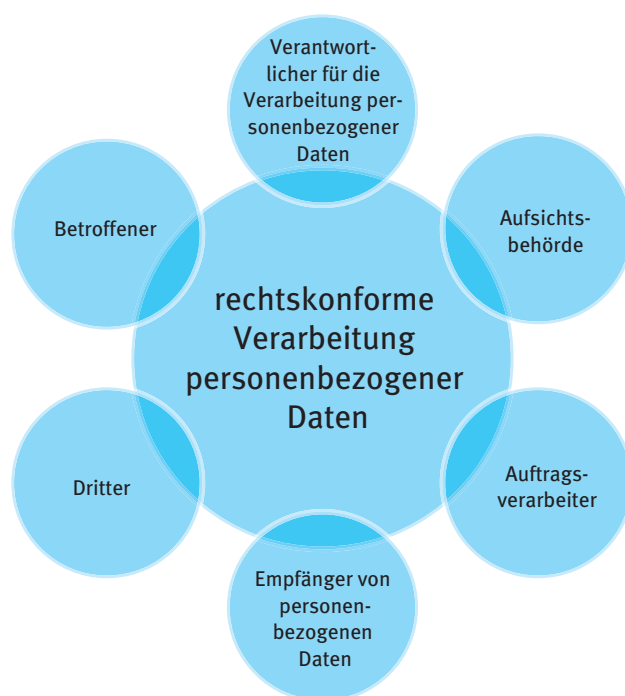 Verantwort-
licher für die
Verarbeitung per-
sonenbezogener
Daten
Betroffener
Aufsichts-
behörde
rechtskonforme
Verarbeitung
personenbezogener
Daten
Dritter
Auftrags-
verarbeiter
Empfänger von
personen-
bezogenen
Daten